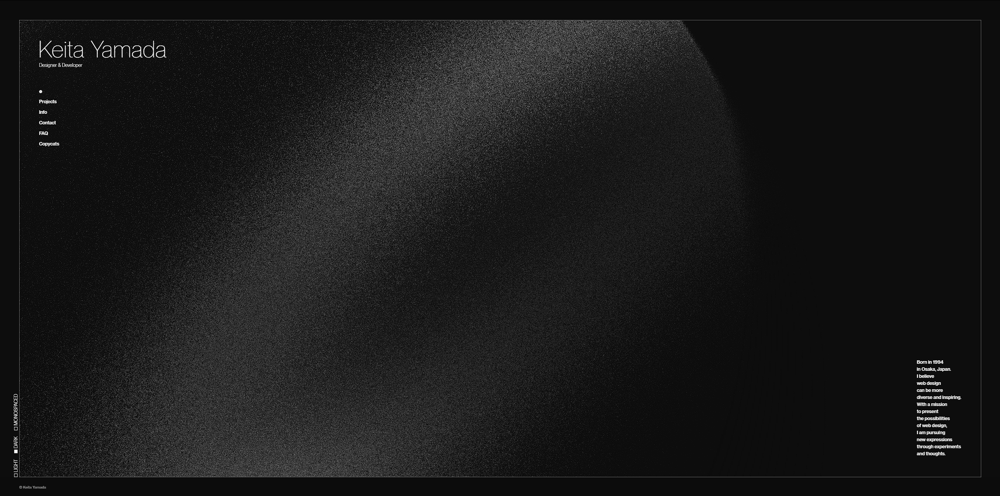 Keita Yamada
Designer & Developer
Projects
Info
Contact
FAQ
Copycats
Born in 1994
in Osaka, Japan.
I believe
web design
can be more
diverse and inspiring.
With a mission
to present
the possibilities
of web design,
I am pursuing
new expressions
through experiments
and thoughts.
LIGHT
DARK
MONOSPACED
© Keita Yamada